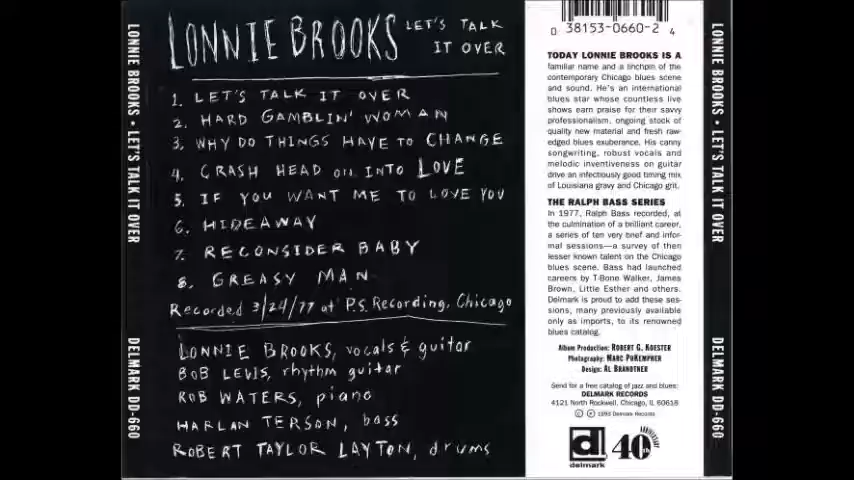 LONNIE BROOKS LET'S TALK
IT OVER
1. LET'S TALK IT OVER
2. HARD GAMBLIN' WOMAN
3. WHY DO THINGS HAVE TO CHANGE
4. CRASH HEAD ON INTO LOVE
5. IF YOU WANT ME TO LOVE YOU
6. HIDEAWAY
7. RECONSIDER BABY
8. GREASY MAN
Recorded 3/24/77 at P.S. Recording, Chicago
LONNIE BROOKS, vocals & guitar
BOB LEVIS, rhythm guitar
ROB WATERS, piano
HARLAN TERSON, bass
ROBERT TAYLOR LAYTON, drums
LONNIE BROOKS • LET'S TALK IT OVER
DELMARK DD-660
0 38153-0660-2 4
TODAY LONNIE BROOKS IS A
familiar name and a linchpin of the
contemporary Chicago blues scene
and sound. He's an international
blues star whose countless live
shows earn praise for their savvy
professionalism, ongoing stock of
quality new material and fresh raw-
edged blues exuberance. His canny
songwriting, robust vocals and
melodic inventiveness on guitar
drive an infectiously good timing mix
of Louisiana gravy and Chicago grit.
THE RALPH BASS SERIES
In 1977, Ralph Bass recorded, at
the culmination of a brilliant career,
a series of ten very brief and infor-
mal sessions—a survey of then
lesser known talent on the Chicago
blues scene. Bass had launched
careers by T-Bone Walker, James
Brown, Little Esther and others.
Delmark is proud to add these ses-
sions, many previously available
only as imports, to its renowned
blues catalog.
Album Production: ROBERT G. KOESTER
Photography: MARC POKEMPNER
Design: AL BRANDTNER
Send for a free catalog of jazz and blues:
DELMARK RECORDS
4121 North Rockwell, Chicago, IL 60618
© ℗ 1993 Delmark Records
d
delmark
40th
ANNIVERSARY
LONNIE BROOKS • LET'S TALK IT OVER
DELMARK DD-660